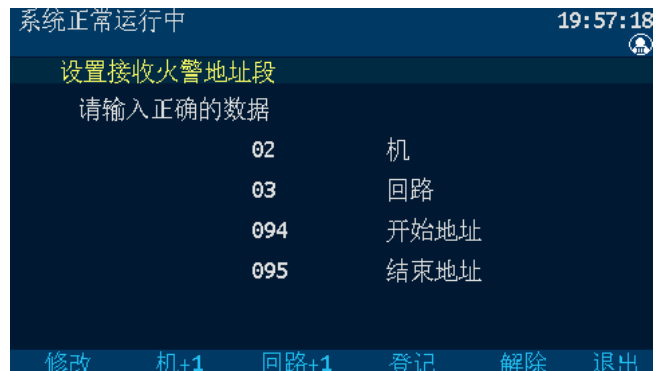 系统正常运行中 19:57:18
设置接收火警地址段
请输入正确的数据
02 机
03 回路
094 开始地址
095 结束地址
修改 机+1 回路+1 登记 解除 退出